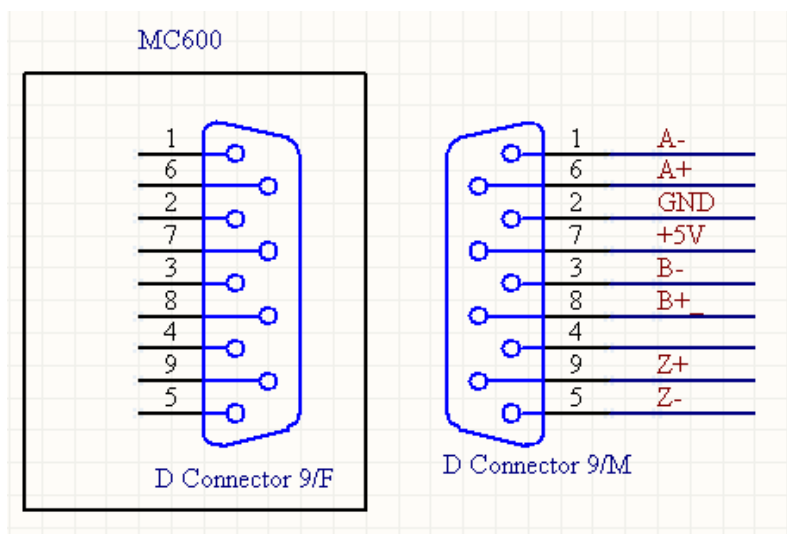 MC600
1 1 A-
6 6 A+
2 2 GND
7 7 +5V
3 3 B-
8 8 B+_
4 4
9 9 Z+
5 5 Z-
D Connector 9/F D Connector 9/M